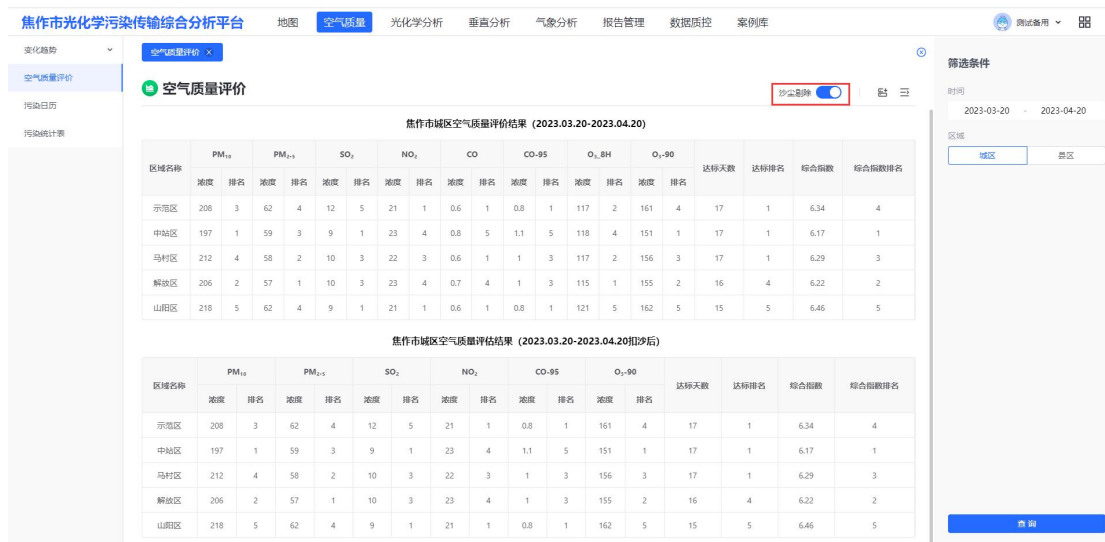 焦作市光化学污染传输综合分析平台 地图 空气质量 光化学分析 垂直分析 气象分析 报告管理 数据质控 案例库 测试备用
变化趋势
空气质量评价
污染日历
污染统计表
空气质量评价 ×
空气质量评价
沙尘剔除
焦作市城区空气质量评价结果（2023.03.20-2023.04.20）
区域名称 PM₁₀ PM₂.₅ SO₂ NO₂ CO CO-95 O₃_8H O₃-90 达标天数 达标排名 综合指数 综合指数排名
浓度 排名 浓度 排名 浓度 排名 浓度 排名 浓度 排名 浓度 排名 浓度 排名 浓度 排名
示范区 208 3 62 4 12 5 21 1 0.6 1 0.8 1 117 2 161 4 17 1 6.34 4
中站区 197 1 59 3 9 1 23 4 0.8 5 1.1 5 118 4 151 1 17 1 6.17 1
马村区 212 4 58 2 10 3 22 3 0.6 1 1 3 117 2 156 3 17 1 6.29 3
解放区 206 2 57 1 10 3 23 4 0.7 4 1 3 115 1 155 2 16 4 6.22 2
山阳区 218 5 62 4 9 1 21 1 0.6 1 0.8 1 121 5 162 5 15 5 6.46 5
焦作市城区空气质量评估结果（2023.03.20-2023.04.20扣沙后）
区域名称 PM₁₀ PM₂.₅ SO₂ NO₂ CO-95 O₃-90 达标天数 达标排名 综合指数 综合指数排名
浓度 排名 浓度 排名 浓度 排名 浓度 排名 浓度 排名 浓度 排名
示范区 208 3 62 4 12 5 21 1 0.8 1 161 4 17 1 6.34 4
中站区 197 1 59 3 9 1 23 4 1.1 5 151 1 17 1 6.17 1
马村区 212 4 58 2 10 3 22 3 1 3 156 3 17 1 6.29 3
解放区 206 2 57 1 10 3 23 4 1 3 155 2 16 4 6.22 2
山阳区 218 5 62 4 9 1 21 1 0.8 1 162 5 15 5 6.46 5
筛选条件
时间
2023-03-20 - 2023-04-20
区域
城区 县区
查询